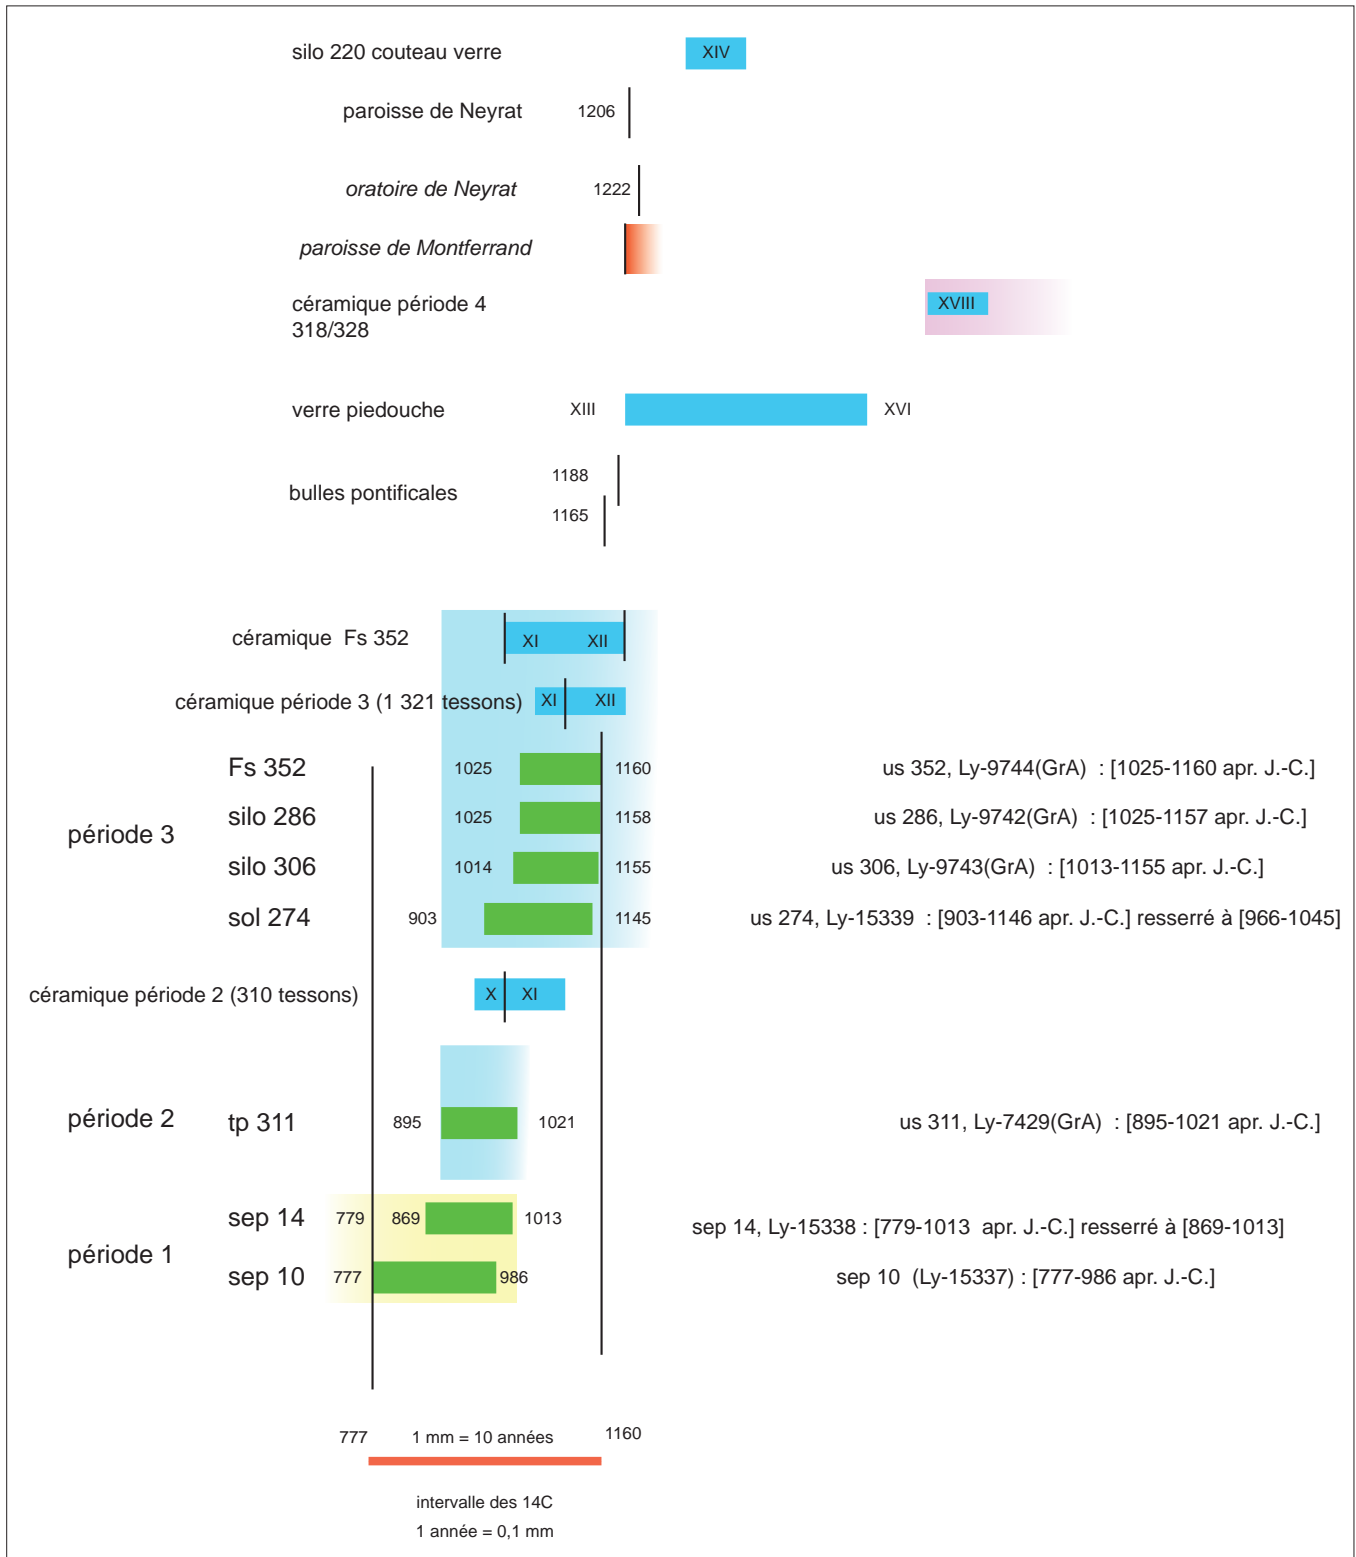 silo 220 couteau verre XIV
paroisse de Neyrat 1206
oratoire de Neyrat 1222
paroisse de Montferrand
céramique période 4 XVIII
318/328
verre piedouche XIII XVI
bulles pontificales
1188
1165
céramique Fs 352 XI XII
céramique période 3 (1 321 tessons) XI XII
période 3
Fs 352 1025 1160 us 352, Ly-9744(GrA) : [1025-1160 apr. J.-C.]
silo 286 1025 1158 us 286, Ly-9742(GrA) : [1025-1157 apr. J.-C.]
silo 306 1014 1155 us 306, Ly-9743(GrA) : [1013-1155 apr. J.-C.]
sol 274 903 1145 us 274, Ly-15339 : [903-1146 apr. J.-C.] resserré à [966-1045]
céramique période 2 (310 tessons) X XI
période 2 tp 311 895 1021 us 311, Ly-7429(GrA) : [895-1021 apr. J.-C.]
période 1
sep 14 779 869 1013 sep 14, Ly-15338 : [779-1013 apr. J.-C.] resserré à [869-1013]
sep 10 777 986 sep 10 (Ly-15337) : [777-986 apr. J.-C.]
777 1 mm = 10 années 1160
intervalle des 14C
1 année = 0,1 mm